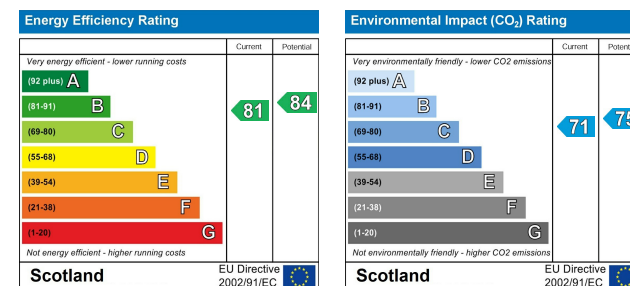 Energy Efficiency Rating
Current Potential
Very energy efficient - lower running costs
(92 plus) A
(81-91) B
(69-80) C
(55-68) D
(39-54) E
(21-38) F
(1-20) G
81
84
Not energy efficient - higher running costs
Scotland
EU Directive
2002/91/EC
Environmental Impact (CO₂) Rating
Current Potent
Very environmentally friendly - lower CO2 emissions
(92 plus) A
(81-91) B
(69-80) C
(55-68) D
(39-54) E
(21-38) F
(1-20) G
71
75
Not environmentally friendly - higher CO2 emissions
Scotland
EU Directive
2002/91/EC